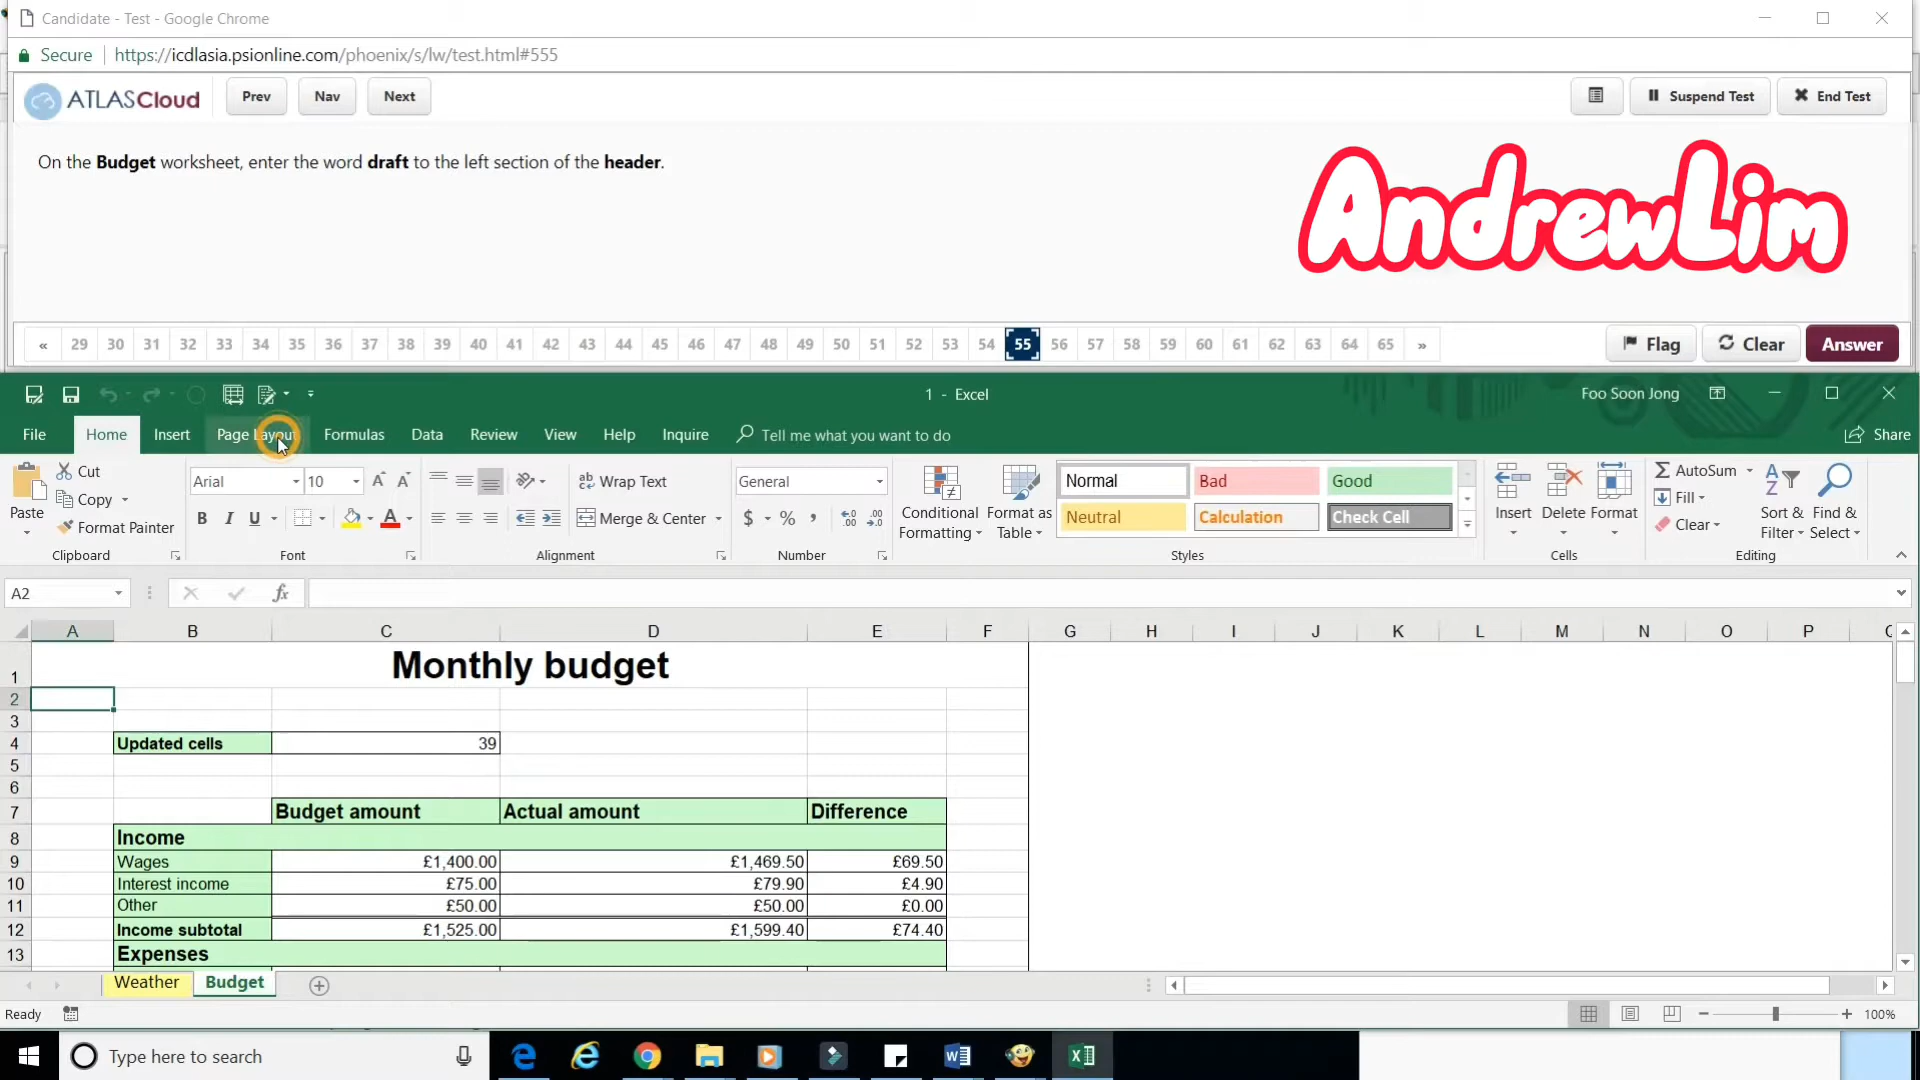 Candidate - Test - Google Chrome
Secure https://icdlasia.psionline.com/phoenix/s/lw/test.html#555
ATLASCloud Prev Nav Next Suspend Test End Test
On the Budget worksheet, enter the word draft to the left section of the header.
AndrewLim
« 29 30 31 32 33 34 35 36 37 38 39 40 41 42 43 44 45 46 47 48 49 50 51 52 53 54 55 56 57 58 59 60 61 62 63 64 65 » Flag Clear Answer
1 - Excel Foo Soon Jong
File Home Insert Page Layout Formulas Data Review View Help Inquire Tell me what you want to do Share
Cut
Copy
Format Painter
Paste
Clipboard
Arial 10
B I U
Font
Wrap Text
Merge & Center
Alignment
General
$ % ,
Number
Conditional Formatting
Format as Table
Normal Bad Good
Neutral Calculation Check Cell
Styles
Insert Delete Format
Cells
AutoSum
Fill
Clear
Sort & Filter
Find & Select
Editing
A2 fx
A B C D E F G H I J K L M N O P
1 Monthly budget
2
3
4 Updated cells 39
5
6
7 Budget amount Actual amount Difference
8 Income
9 Wages £1,400.00 £1,469.50 £69.50
10 Interest income £75.00 £79.90 £4.90
11 Other £50.00 £50.00 £0.00
12 Income subtotal £1,525.00 £1,599.40 £74.40
13 Expenses
Weather Budget
Ready 100%
Type here to search